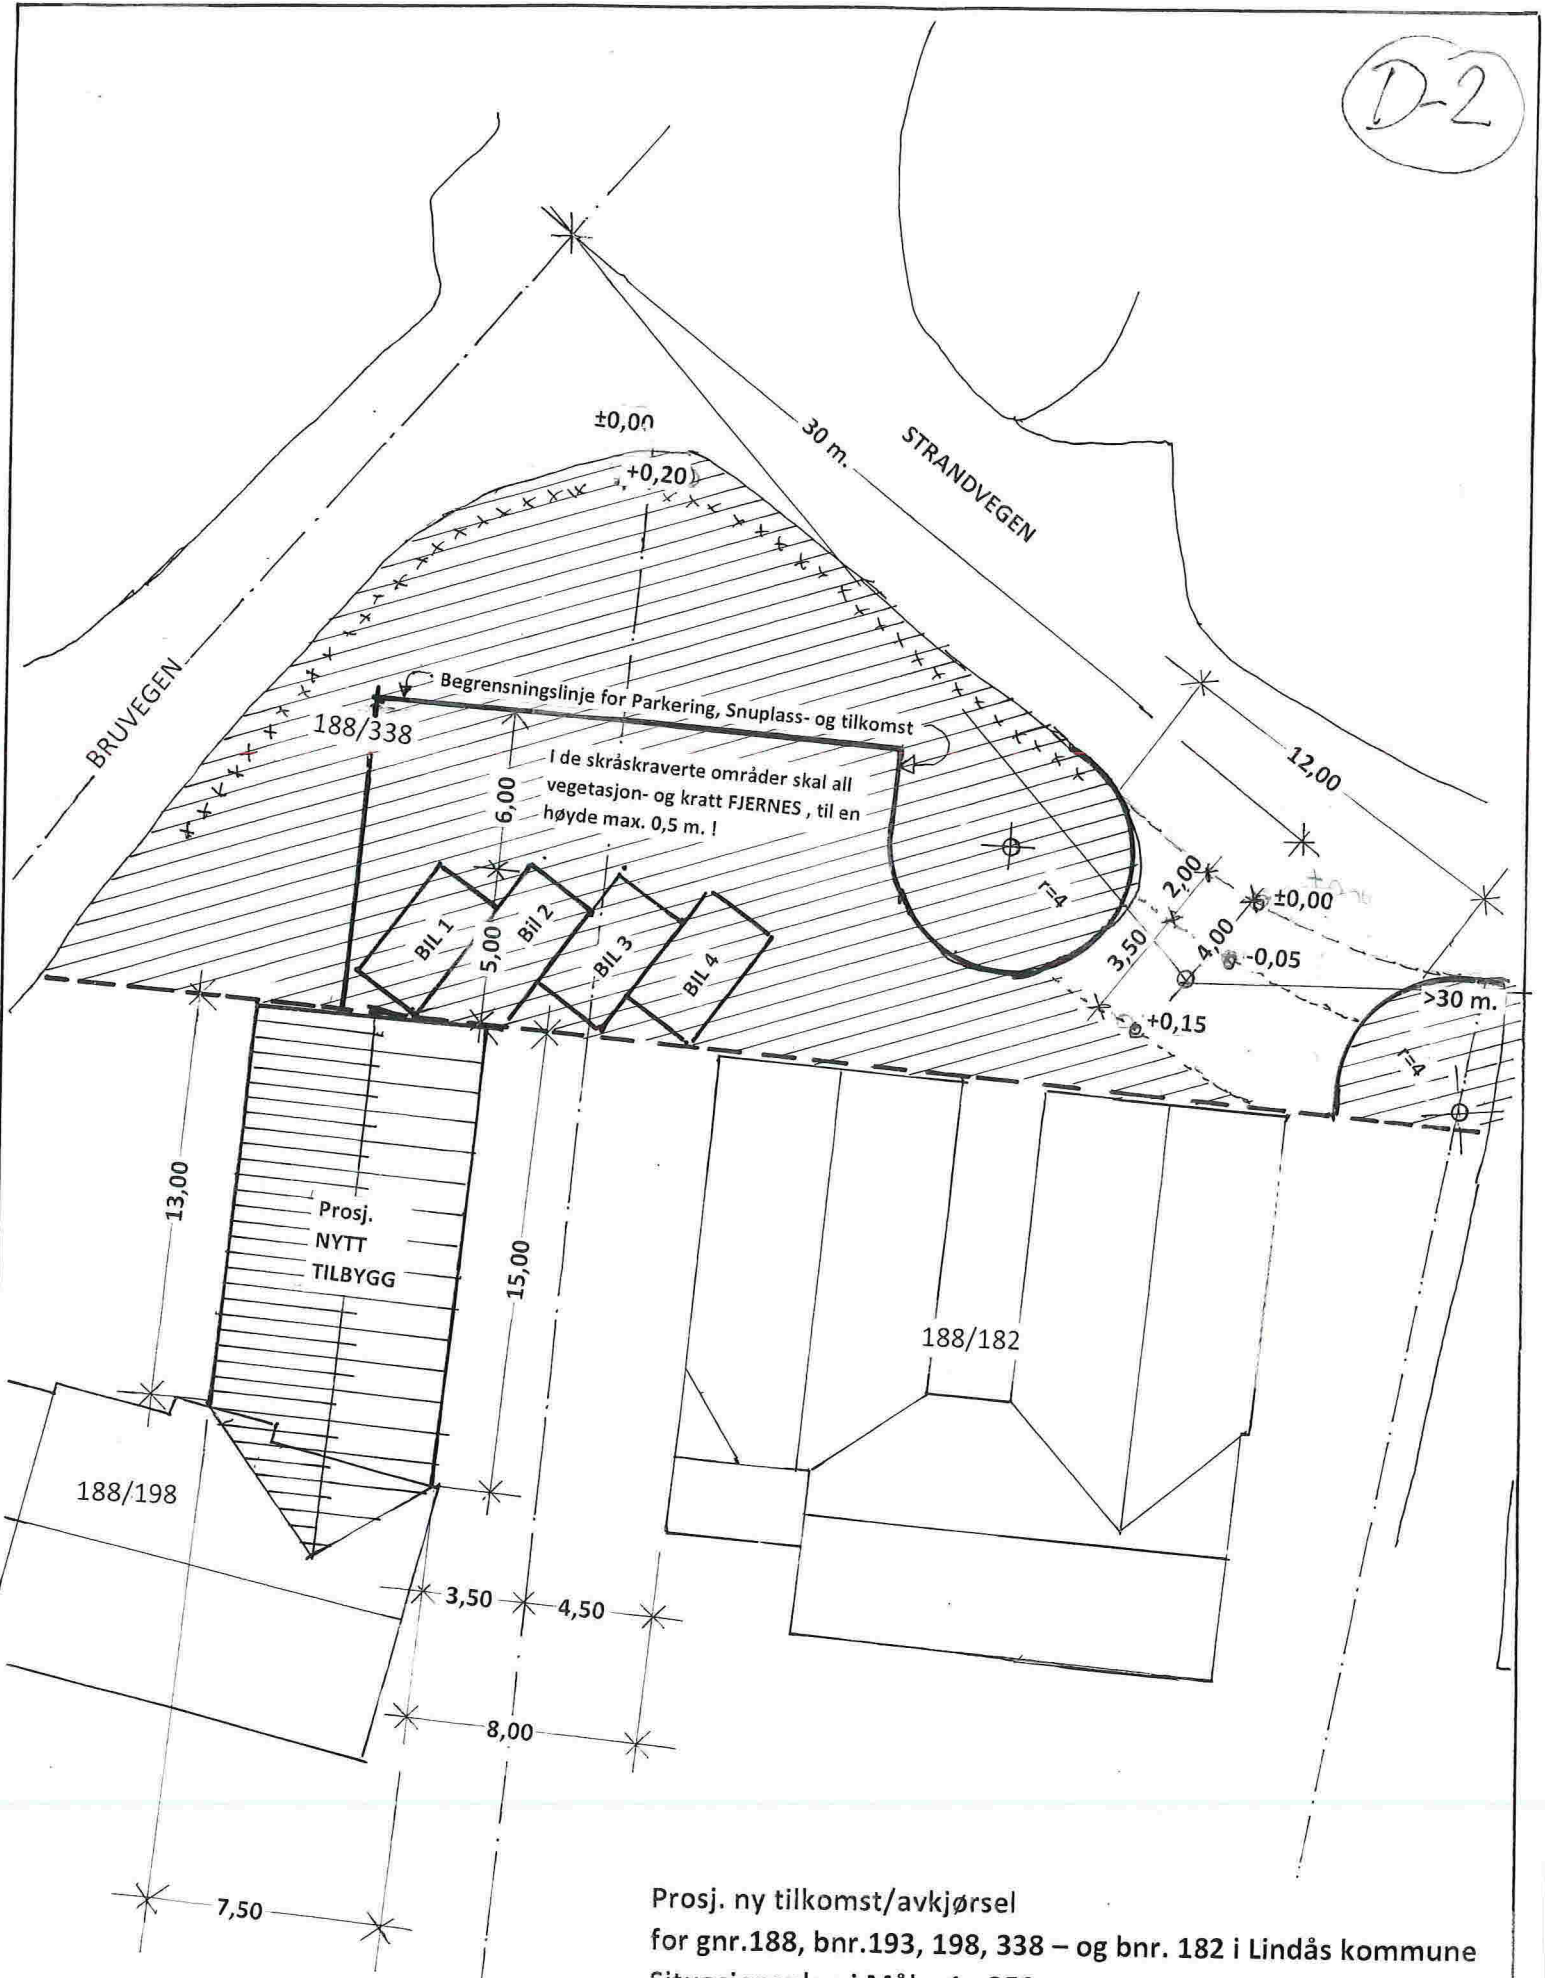 D-2
±0,00
+0,20
30 m.
STRANDVEGEN
BRUVEGEN
Begrensningslinje for Parkering, Snuplass- og tilkomst
188/338
I de skråskraverte områder skal all
vegetasjon- og kratt FJERNES , til en
høyde max. 0,5 m. !
6,00
12,00
r=4
2,00
±0,00
4,00
3,50
-0,05
+0,15
>30 m.
r=4
BIL 1
Bil 2
BIL 3
BIL 4
5,00
13,00
Prosj.
NYTT
TILBYGG
15,00
188/182
188/198
3,50
4,50
8,00
7,50
Prosj. ny tilkomst/avkjørsel
for gnr.188, bnr.193, 198, 338 – og bnr. 182 i Lindås kommune